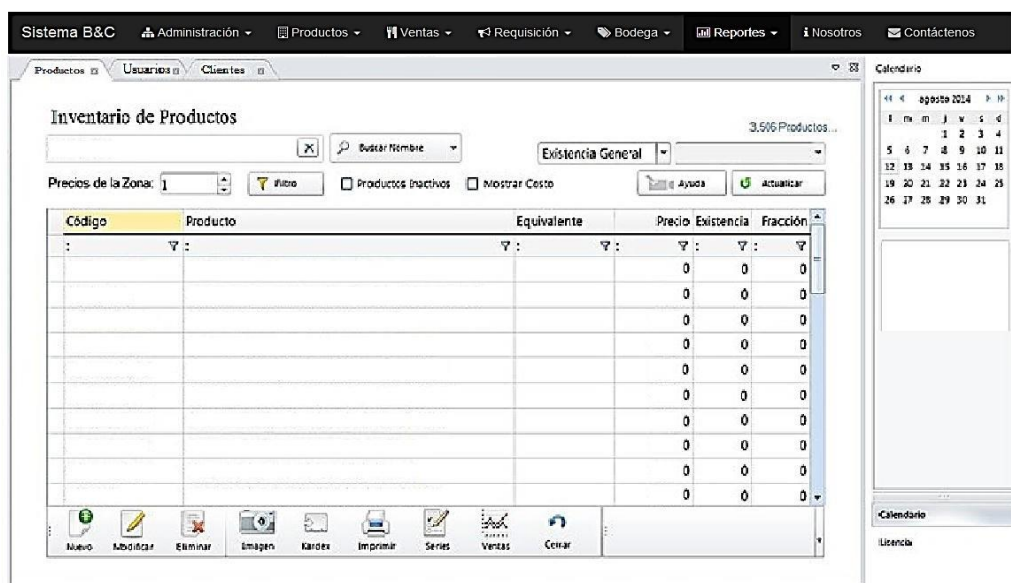 Sistema B&C Administración Productos Ventas Requisición Bodega Reportes Nosotros Contáctenos
Productos Usuarios Clientes
Calendario
agosto 2014
l m m j v s d
1 2 3 4
5 6 7 8 9 10 11
12 13 14 15 16 17 18
19 20 21 22 23 24 25
26 27 28 29 30 31
Inventario de Productos
3,506 Productos...
Buscar Nombre
Existencia General
Precios de la Zona: 1 Filtro Productos Inactivos Mostrar Costo Ayuda Actualizar
Código Producto Equivalente Precio Existencia Fracción
: : : : : :
0 0 0
0 0 0
0 0 0
0 0 0
0 0 0
0 0 0
0 0 0
0 0 0
0 0 0
0 0 0
Nuevo Modificar Eliminar Imagen Kardex Imprimir Series Ventas Cerrar
Calendario
Licencia